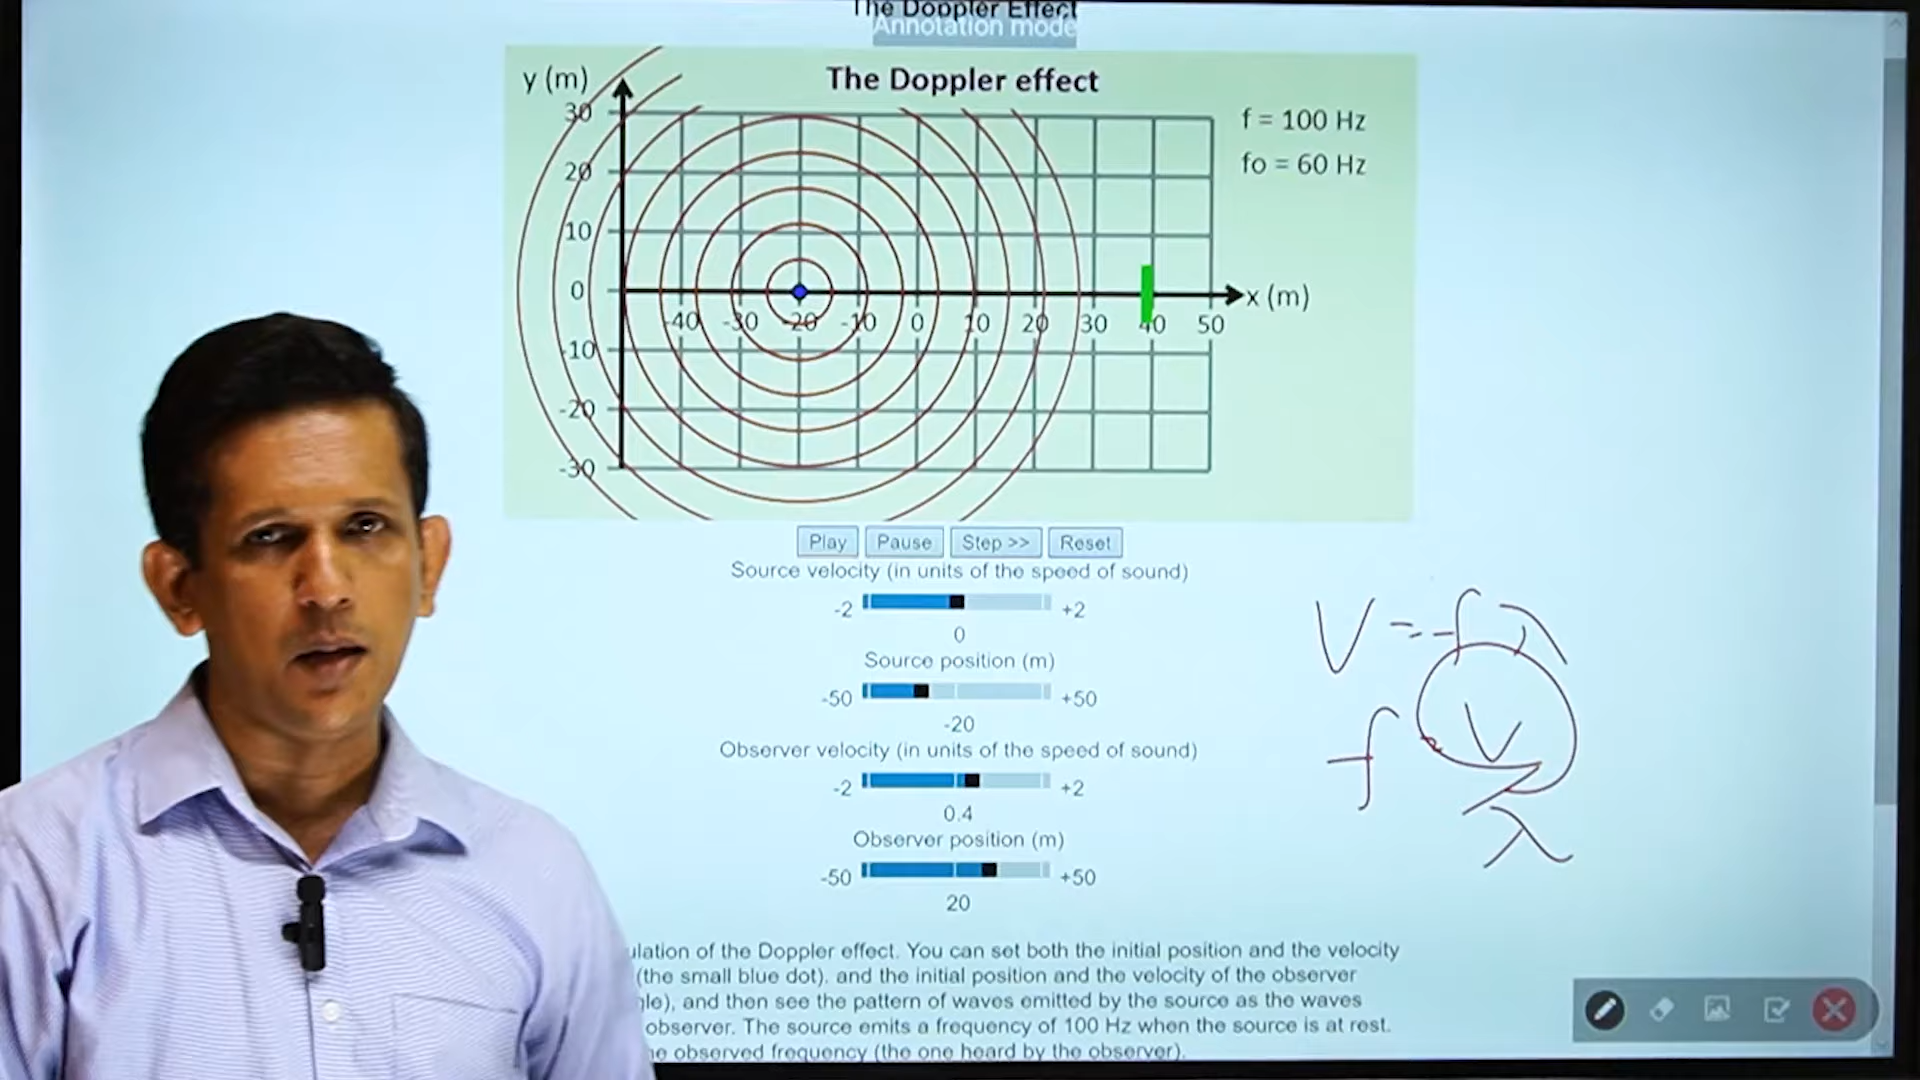 The Doppler Effect
Annotation mode
The Doppler effect
y (m)
f = 100 Hz
fo = 60 Hz
30
20
10
0
-10
-20
-30
-40 -30 -20 -10 0 10 20 30 40 50
x (m)
Play Pause Step >> Reset
Source velocity (in units of the speed of sound)
-2 +2
0
Source position (m)
-50 +50
-20
Observer velocity (in units of the speed of sound)
-2 +2
0.4
Observer position (m)
-50 +50
20
V = f λ
f V
λ
ulation of the Doppler effect. You can set both the initial position and the velocity
(the small blue dot), and the initial position and the velocity of the observer
le), and then see the pattern of waves emitted by the source as the waves
observer. The source emits a frequency of 100 Hz when the source is at rest.
e observed frequency (the one heard by the observer).